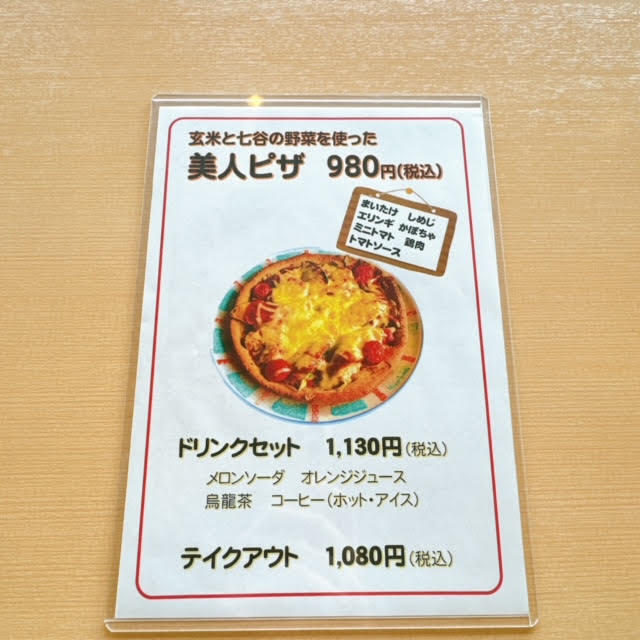 玄米と七谷の野菜を使った
美人ピザ 980円(税込)
まいたけ しめじ
エリンギ かぼちゃ
ミニトマト 鶏肉
トマトソース
ドリンクセット 1,130円(税込)
メロンソーダ オレンジジュース
烏龍茶 コーヒー(ホット・アイス)
テイクアウト 1,080円(税込)